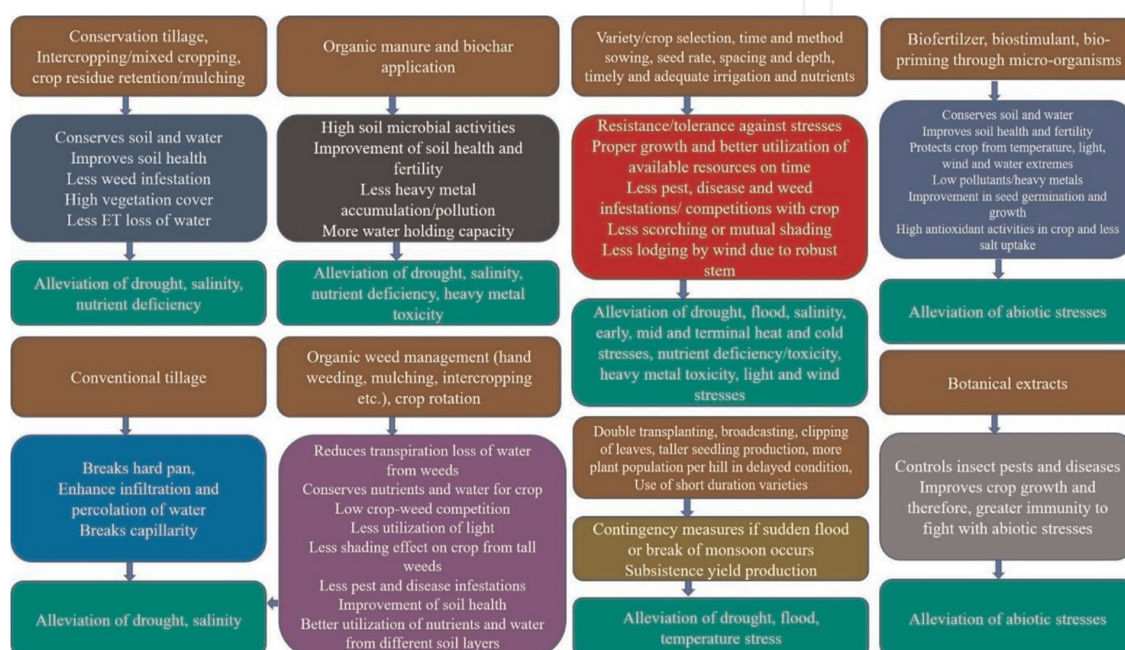 Conservation tillage,
Intercropping/mixed cropping,
crop residue retention/mulching
Conserves soil and water
Improves soil health
Less weed infestation
High vegetation cover
Less ET loss of water
Alleviation of drought, salinity,
nutrient deficiency
Organic manure and biochar
application
High soil microbial activities
Improvement of soil health and
fertility
Less heavy metal
accumulation/pollution
More water holding capacity
Alleviation of drought, salinity,
nutrient deficiency, heavy metal
toxicity
Variety/crop selection, time and method
sowing, seed rate, spacing and depth,
timely and adequate irrigation and nutrients
Resistance/tolerance against stresses
Proper growth and better utilization of
available resources on time
Less pest, disease and weed
infestations/ competitions with crop
Less scorching or mutual shading
Less lodging by wind due to robust
stem
Alleviation of drought, flood, salinity,
early, mid and terminal heat and cold
stresses, nutrient deficiency/toxicity,
heavy metal toxicity, light and wind
stresses
Biofertilzer, biostimulant, bio-
priming through micro-organisms
Conserves soil and water
Improves soil health and fertility
Protects crop from temperature, light,
wind and water extremes
Low pollutants/heavy metals
Improvement in seed germination and
growth
High antioxidant activities in crop and less
salt uptake
Alleviation of abiotic stresses
Conventional tillage
Breaks hard pan,
Enhance infiltration and
percolation of water
Breaks capillarity
Alleviation of drought, salinity
Organic weed management (hand
weeding, mulching, intercropping
etc.), crop rotation
Reduces transpiration loss of water
from weeds
Conserves nutrients and water for crop
Low crop-weed competition
Less utilization of light
Less shading effect on crop from tall
weeds
Less pest and disease infestations
Improvement of soil health
Better utilization of nutrients and water
from different soil layers
Double transplanting, broadcasting, clipping
of leaves, taller seedling production, more
plant population per hill in delayed condition,
Use of short duration varieties
Contingency measures if sudden flood
or break of monsoon occurs
Subsistence yield production
Alleviation of drought, flood,
temperature stress
Botanical extracts
Controls insect pests and diseases
Improves crop growth and
therefore, greater immunity to
fight with abiotic stresses
Alleviation of abiotic stresses